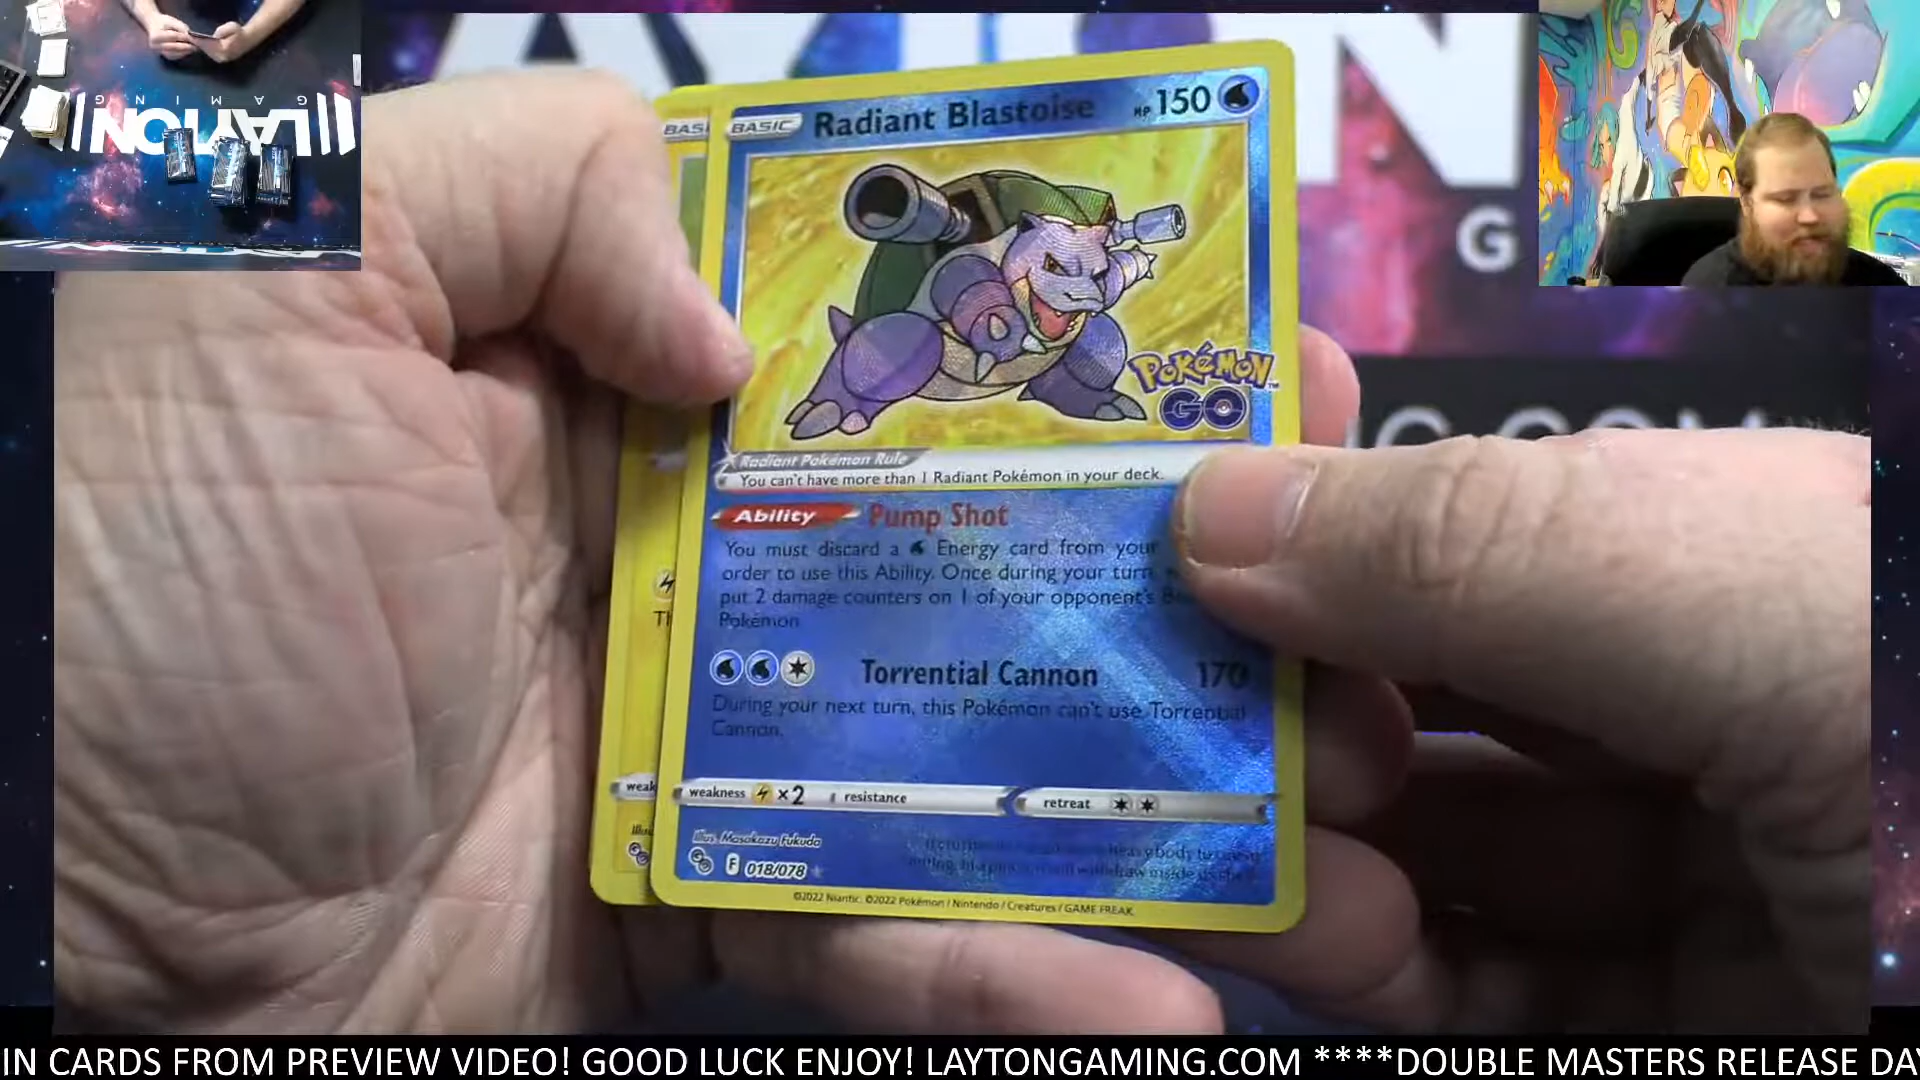 LAYTON
GAMING
G
BASIC
Radiant Blastoise
HP 150
POKÉMON
GO
Radiant Pokémon Rule
You can't have more than 1 Radiant Pokémon in your deck.
Ability
Pump Shot
You must discard a Energy card from your
order to use this Ability. Once during your turn,
put 2 damage counters on 1 of your opponent's
Pokémon.
Torrential Cannon 170
During your next turn, this Pokémon can't use Torrential
Cannon.
weakness ×2 resistance retreat
Illus. Masakazu Fukuda
F 018/078
©2022 Niantic. ©2022 Pokémon / Nintendo / Creatures / GAME FREAK.
IN CARDS FROM PREVIEW VIDEO! GOOD LUCK ENJOY! LAYTONGAMING.COM ****DOUBLE MASTERS RELEASE DAY